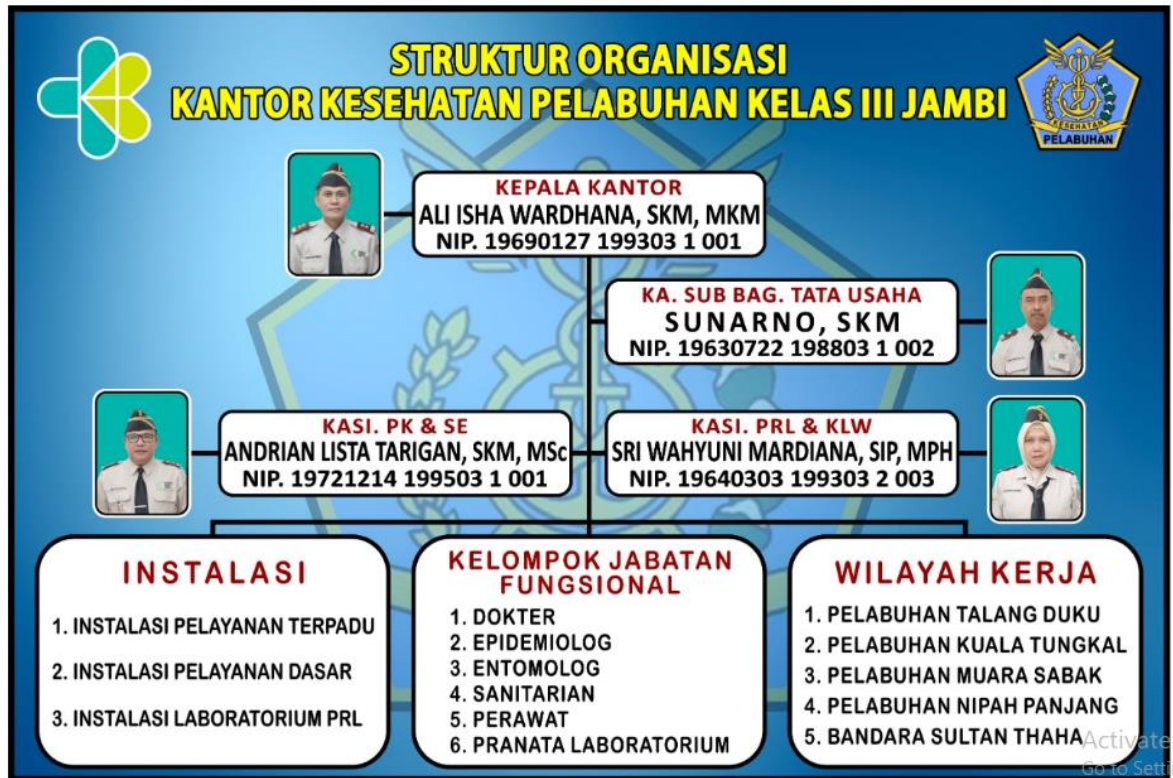 STRUKTUR ORGANISASI
KANTOR KESEHATAN PELABUHAN KELAS III JAMBI
KESEHATAN
PELABUHAN
KEPALA KANTOR
ALI ISHA WARDHANA, SKM, MKM
NIP. 19690127 199303 1 001
KA. SUB BAG. TATA USAHA
SUNARNO, SKM
NIP. 19630722 198803 1 002
KASI. PK & SE
ANDRIAN LISTA TARIGAN, SKM, MSc
NIP. 19721214 199503 1 001
KASI. PRL & KLW
SRI WAHYUNI MARDIANA, SIP, MPH
NIP. 19640303 199303 2 003
INSTALASI
1. INSTALASI PELAYANAN TERPADU
2. INSTALASI PELAYANAN DASAR
3. INSTALASI LABORATORIUM PRL
KELOMPOK JABATAN
FUNGSIONAL
1. DOKTER
2. EPIDEMIOLOG
3. ENTOMOLOG
4. SANITARIAN
5. PERAWAT
6. PRANATA LABORATORIUM
WILAYAH KERJA
1. PELABUHAN TALANG DUKU
2. PELABUHAN KUALA TUNGKAL
3. PELABUHAN MUARA SABAK
4. PELABUHAN NIPAH PANJANG
5. BANDARA SULTAN THAHA
Activate
Go to Sett